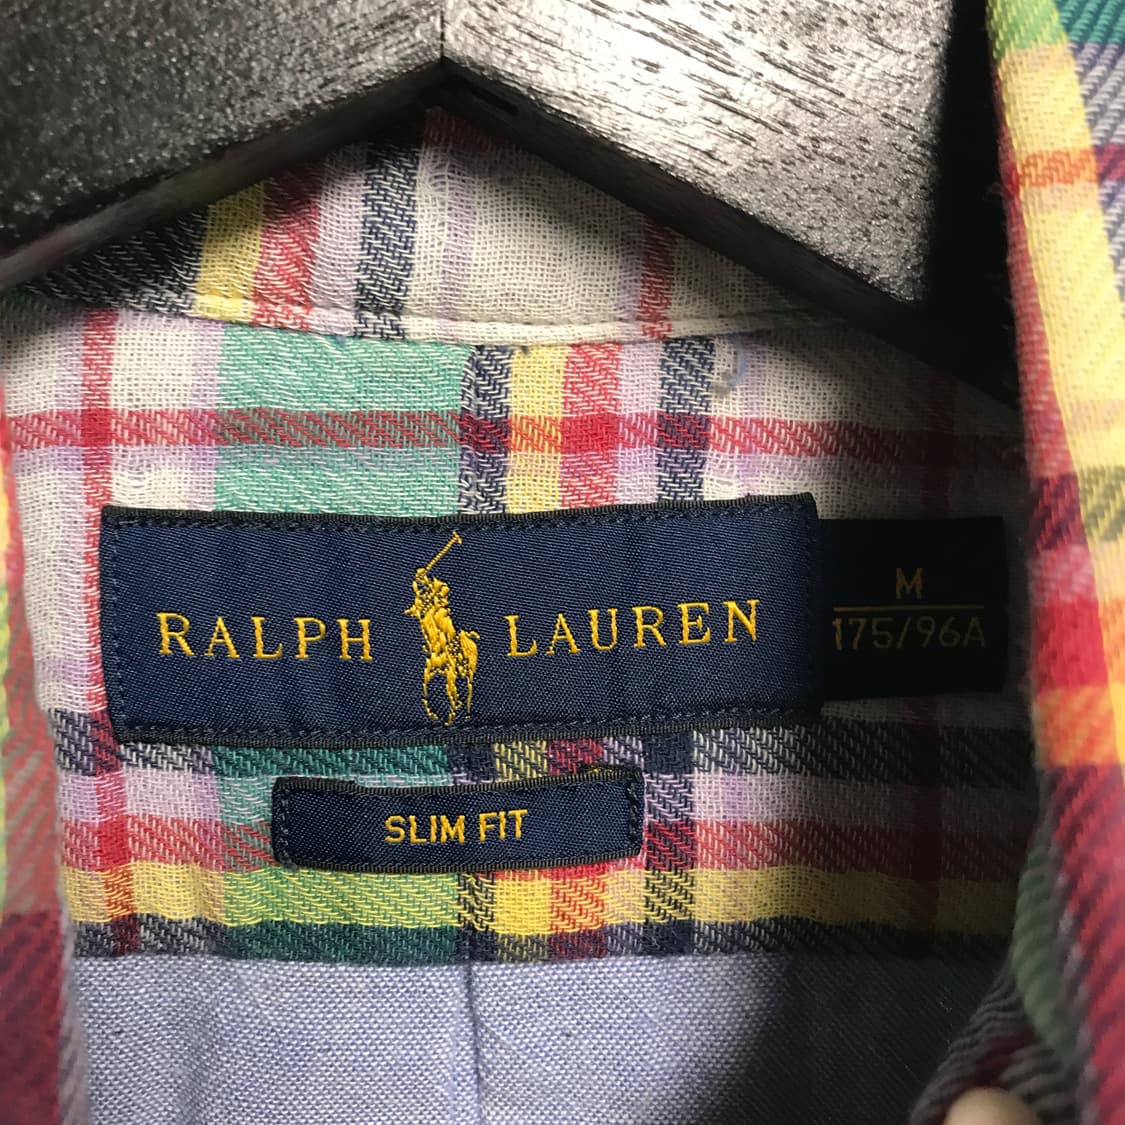 RALPH LAUREN
M
175/96A
SLIM FIT